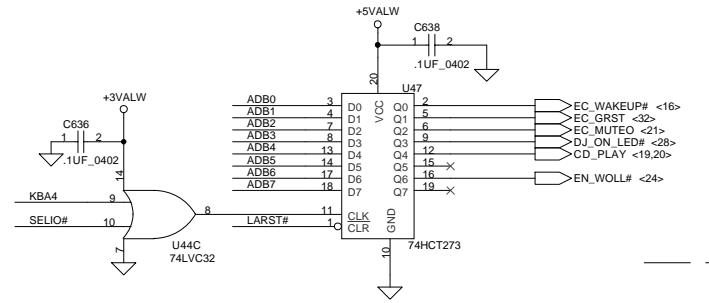 +5VALW
C638
1 2
.1UF_0402
20
U47
+3VALW
C636
1 2
.1UF_0402
14
ADB0 3 D0 VCC Q0 2 EC_WAKEUP# <16>
ADB1 4 D1 Q1 5 EC_GRST <32>
ADB2 7 D2 Q2 6 EC_MUTEO <21>
ADB3 8 D3 Q3 9 DJ_ON_LED# <28>
ADB4 13 D4 Q4 12 CD_PLAY <19,20>
ADB5 14 D5 Q5 15
ADB6 17 D6 Q6 16 EN_WOLL# <24>
ADB7 18 D7 Q7 19
KBA4 9
8
SELIO# 10
7
U44C
74LVC32
11 CLK
LARST# 1 CLR
GND
10
74HCT273